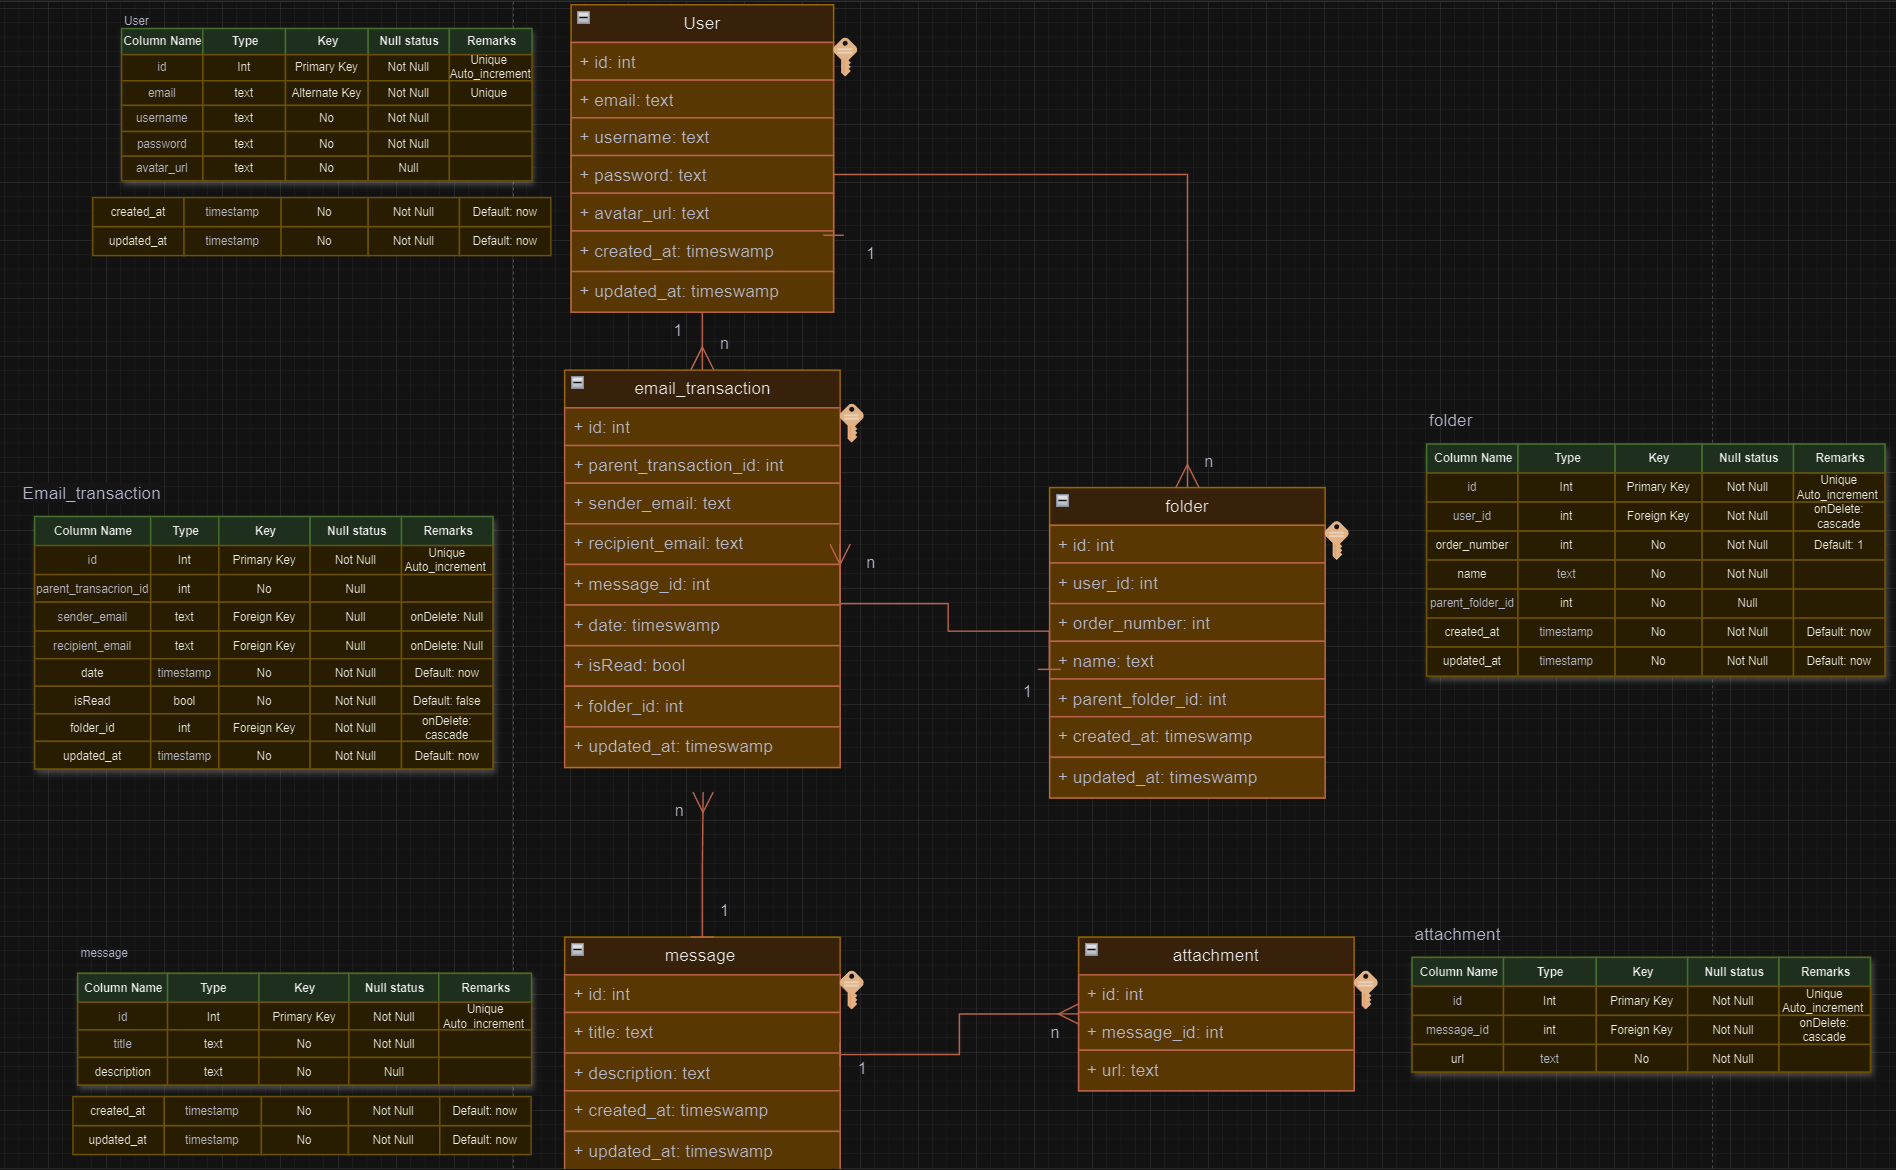 User
Column Name Type Key Null status Remarks
id Int Primary Key Not Null Unique Auto_increment
email text Alternate Key Not Null Unique
username text No Not Null
password text No Not Null
avatar_url text No Null
created_at timestamp No Not Null Default: now
updated_at timestamp No Not Null Default: now
User
+ id: int
+ email: text
+ username: text
+ password: text
+ avatar_url: text
+ created_at: timeswamp
+ updated_at: timeswamp
1
1
n
n
Email_transaction
Column Name Type Key Null status Remarks
id Int Primary Key Not Null Unique Auto_increment
parent_transacrion_id int No Null
sender_email text Foreign Key Null onDelete: Null
recipient_email text Foreign Key Null onDelete: Null
date timestamp No Not Null Default: now
isRead bool No Not Null Default: false
folder_id int Foreign Key Not Null onDelete: cascade
updated_at timestamp No Not Null Default: now
email_transaction
+ id: int
+ parent_transaction_id: int
+ sender_email: text
+ recipient_email: text
+ message_id: int
+ date: timeswamp
+ isRead: bool
+ folder_id: int
+ updated_at: timeswamp
n
1
folder
+ id: int
+ user_id: int
+ order_number: int
+ name: text
+ parent_folder_id: int
+ created_at: timeswamp
+ updated_at: timeswamp
folder
Column Name Type Key Null status Remarks
id Int Primary Key Not Null Unique Auto_increment
user_id int Foreign Key Not Null onDelete: cascade
order_number int No Not Null Default: 1
name text No Not Null
parent_folder_id int No Null
created_at timestamp No Not Null Default: now
updated_at timestamp No Not Null Default: now
n
1
message
Column Name Type Key Null status Remarks
id Int Primary Key Not Null Unique Auto_increment
title text No Not Null
description text No Null
created_at timestamp No Not Null Default: now
updated_at timestamp No Not Null Default: now
message
+ id: int
+ title: text
+ description: text
+ created_at: timeswamp
+ updated_at: timeswamp
1
n
attachment
+ id: int
+ message_id: int
+ url: text
attachment
Column Name Type Key Null status Remarks
id Int Primary Key Not Null Unique Auto_increment
message_id int Foreign Key Not Null onDelete: cascade
url text No Not Null